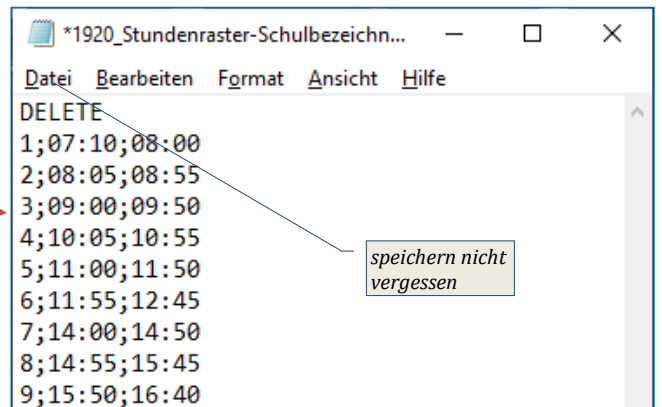 *1920_Stundenraster-Schulbezeichn...
Datei Bearbeiten Format Ansicht Hilfe
DELETE
1;07:10;08:00
2;08:05;08:55
3;09:00;09:50
4;10:05;10:55
5;11:00;11:50
6;11:55;12:45
7;14:00;14:50
8;14:55;15:45
9;15:50;16:40
speichern nicht
vergessen